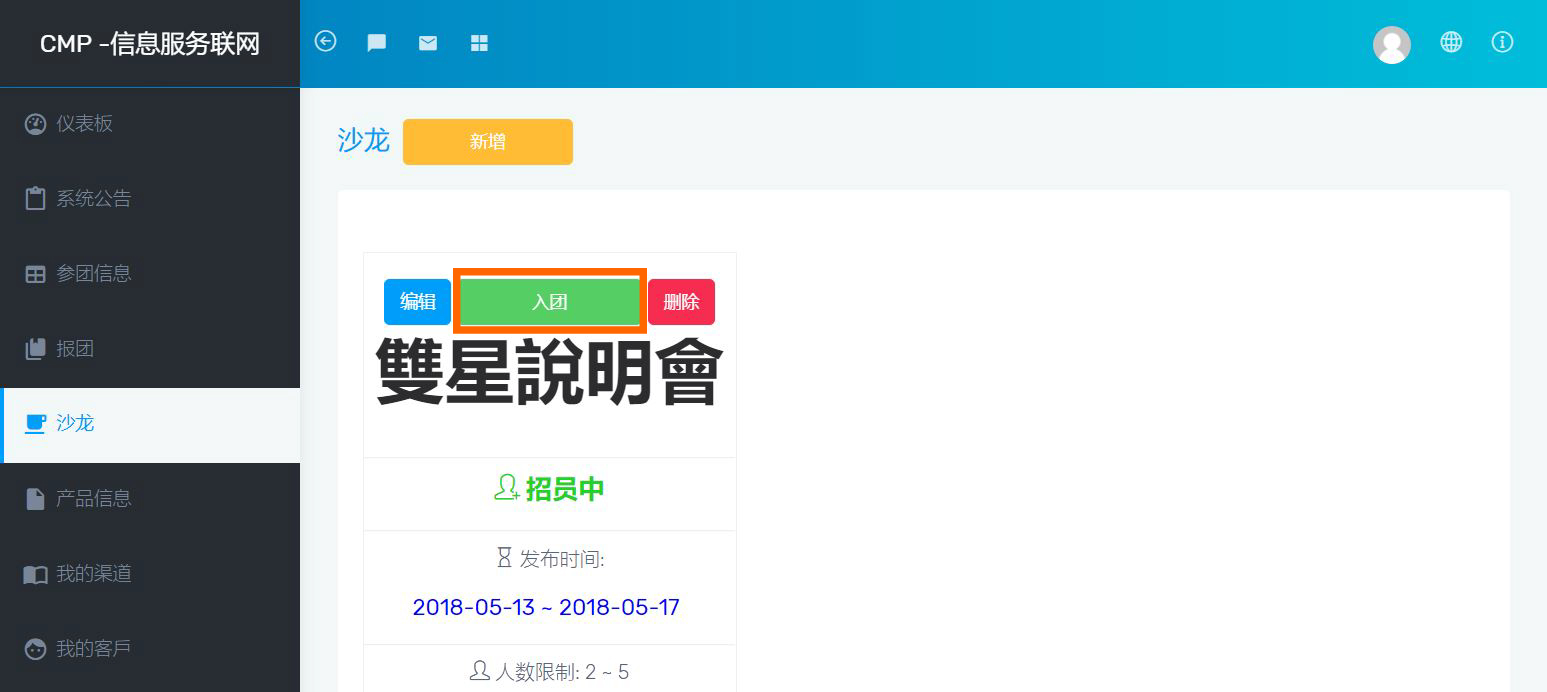 CMP -信息服务联网
仪表板
系统公告
参团信息
报团
沙龙
产品信息
我的渠道
我的客戶
沙龙
新增
编辑
入团
删除
雙星說明會
招员中
发布时间:
2018-05-13 ~ 2018-05-17
人数限制: 2 ~ 5